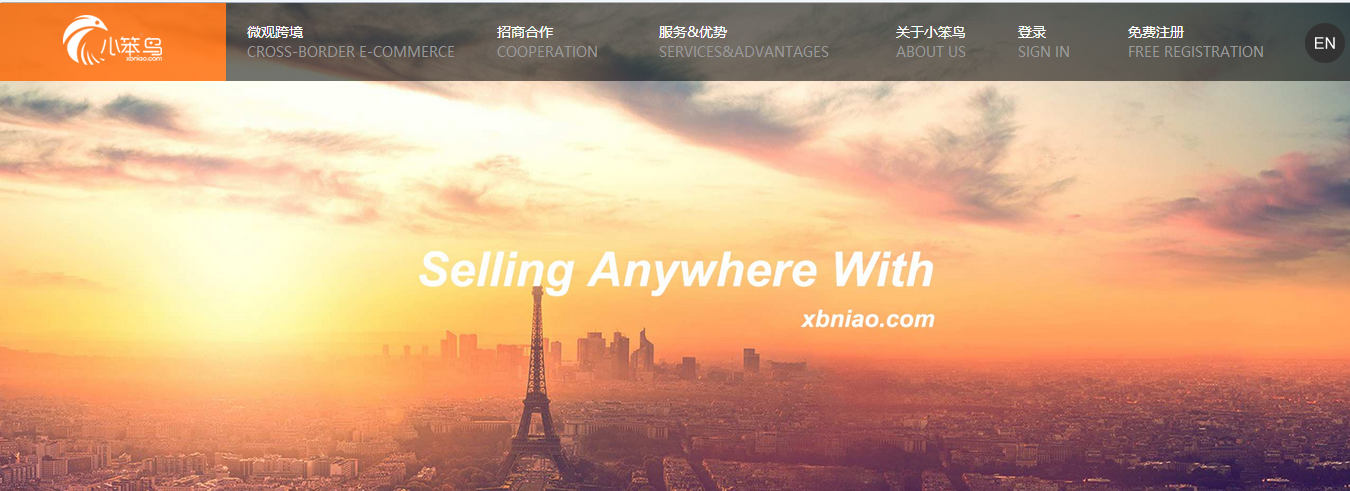 小笨鸟
xbniao.com
微观跨境
CROSS-BORDER E-COMMERCE
招商合作
COOPERATION
服务&优势
SERVICES&ADVANTAGES
关于小笨鸟
ABOUT US
登录
SIGN IN
免费注册
FREE REGISTRATION
EN
Selling Anywhere With
xbniao.com